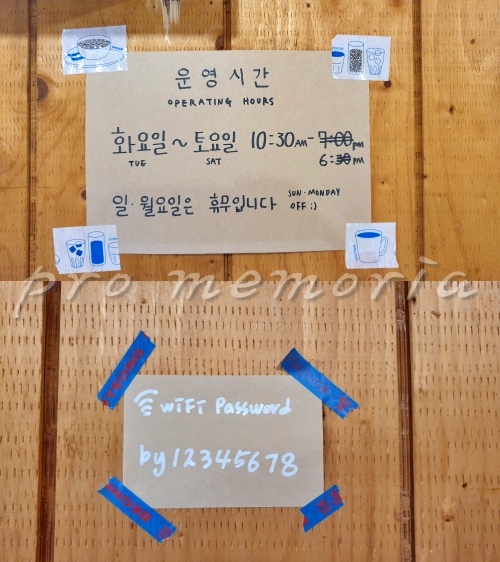 운영시간
OPERATING HOURS
화요일 ~ 토요일 10:30AM - 7:00PM
TUE SAT 6:30PM
일·월요일은 휴무입니다 SUN·MONDAY
OFF :)
pro memoria
WiFi Password
by12345678